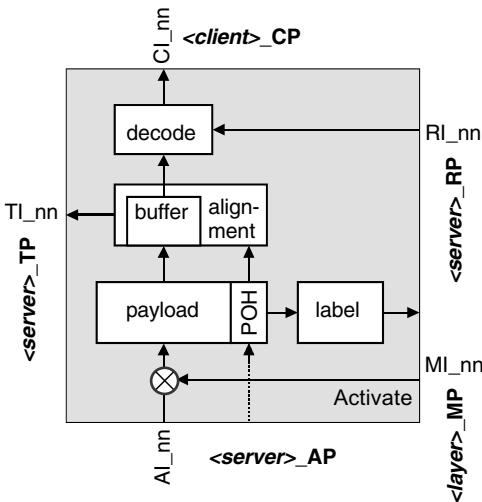 CI_nn
<client>_CP
decode
RI_nn
<server>_RP
TI_nn
<server>_TP
buffer
align-
ment
payload
POH
label
MI_nn
Activate
<layer>_MP
AI_nn
<server>_AP